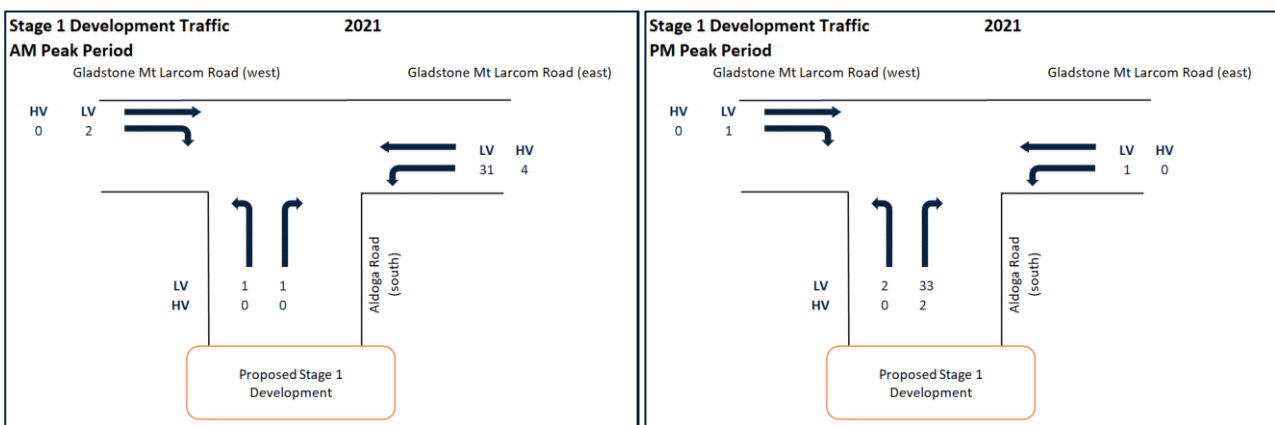 Stage 1 Development Traffic 2021
AM Peak Period
Gladstone Mt Larcom Road (west) Gladstone Mt Larcom Road (east)
HV LV
0 2
LV HV
31 4
Aldoga Road
(south)
LV 1 1
HV 0 0
Proposed Stage 1
Development
Stage 1 Development Traffic 2021
PM Peak Period
Gladstone Mt Larcom Road (west) Gladstone Mt Larcom Road (east)
HV LV
0 1
LV HV
1 0
Aldoga Road
(south)
LV 2 33
HV 0 2
Proposed Stage 1
Development